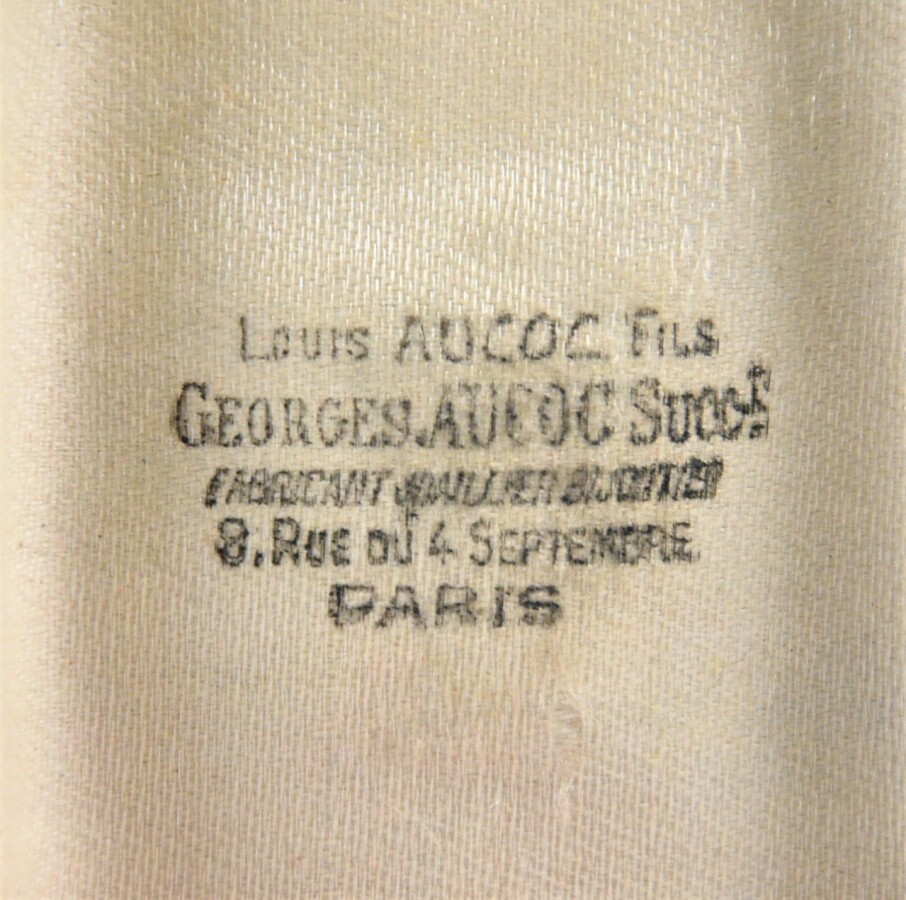 Louis AUCOC Fils
GEORGES.AUCOC SUCCR
FABRICANT JOAILLIER BIJOUTIER
8. RUE DU 4 SEPTEMBRE
PARIS